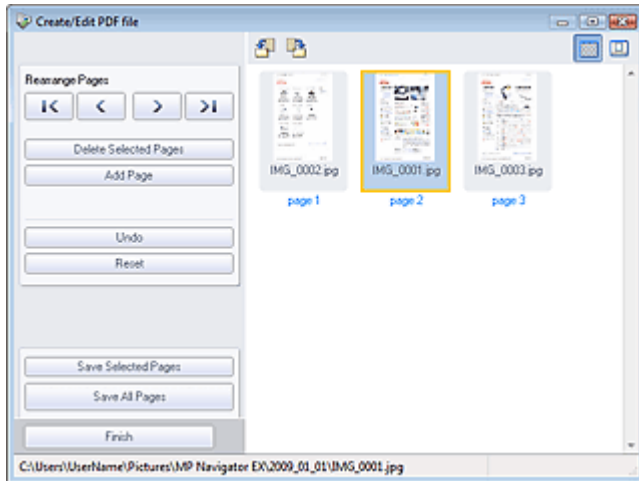 Create/Edit PDF file
Rearrange Pages
Delete Selected Pages
Add Page
Undo
Reset
Save Selected Pages
Save All Pages
Finish
IMG_0002.jpg
IMG_0001.jpg
IMG_0003.jpg
page 1
page 2
page 3
C:\Users\UserName\Pictures\MP Navigator EX\2009_01_01\IMG_0001.jpg